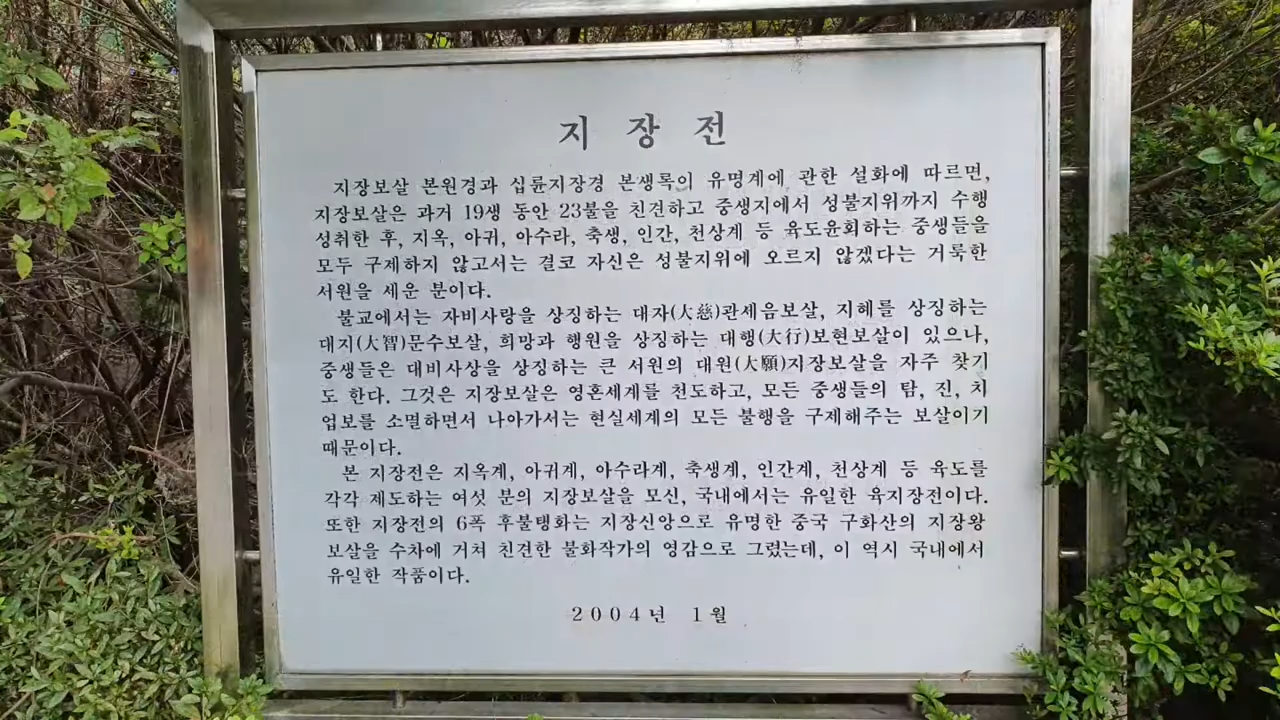 지 장 전
지장보살 본원경과 십륜지장경 본생록이 유명계에 관한 설화에 따르면,
지장보살은 과거 19생 동안 23불을 친견하고 중생지에서 성불지위까지 수행
성취한 후, 지옥, 아귀, 아수라, 축생, 인간, 천상계 등 육도윤회하는 중생들을
모두 구제하지 않고서는 결코 자신은 성불지위에 오르지 않겠다는 거룩한
서원을 세운 분이다.
불교에서는 자비사랑을 상징하는 대자(大慈)관세음보살, 지혜를 상징하는
대지(大智)문수보살, 희망과 행원을 상징하는 대행(大行)보현보살이 있으나,
중생들은 대비사상을 상징하는 큰 서원의 대원(大願)지장보살을 자주 찾기
도 한다. 그것은 지장보살은 영혼세계를 천도하고, 모든 중생들의 탐, 진, 치
업보를 소멸하면서 나아가서는 현실세계의 모든 불행을 구제해주는 보살이기
때문이다.
본 지장전은 지옥계, 아귀계, 아수라계, 축생계, 인간계, 천상계 등 육도를
각각 제도하는 여섯 분의 지장보살을 모신, 국내에서는 유일한 육지장전이다.
또한 지장전의 6폭 후불탱화는 지장신앙으로 유명한 중국 구화산의 지장왕
보살을 수차에 거쳐 친견한 불화작가의 영감으로 그렸는데, 이 역시 국내에서
유일한 작품이다.
2004년 1월